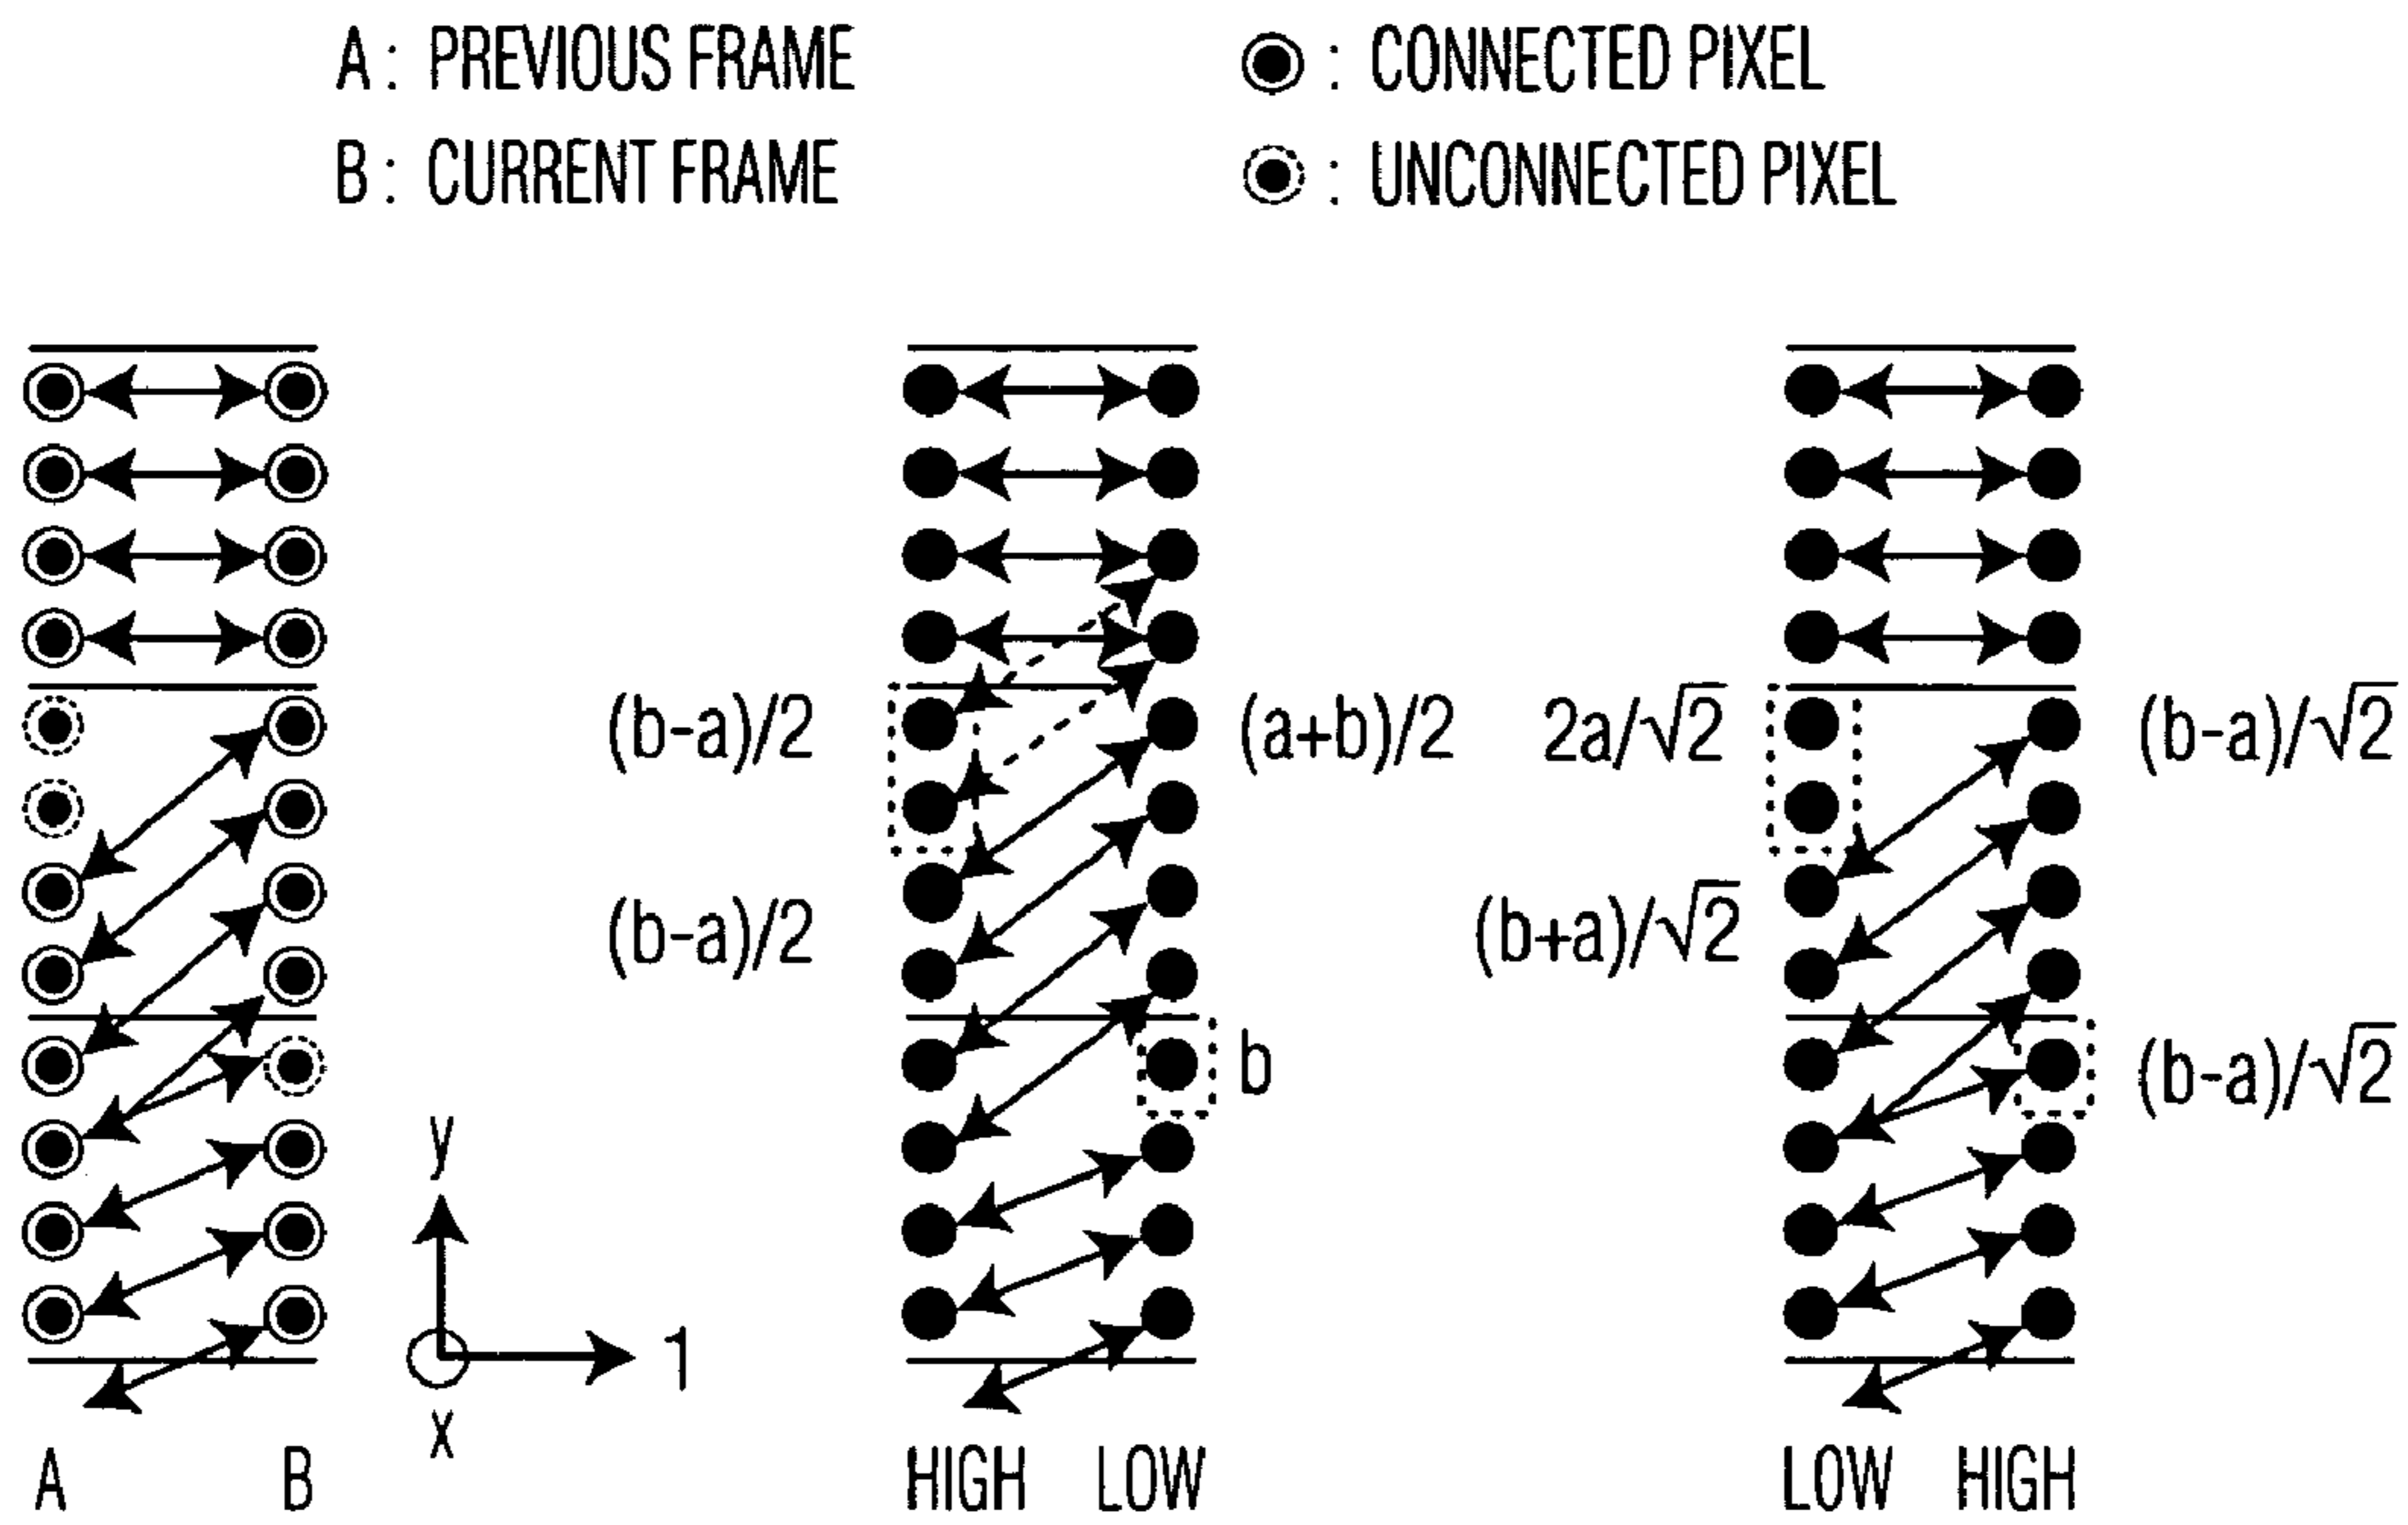 A: PREVIOUS FRAME
B: CURRENT FRAME
: CONNECTED PIXEL
: UNCONNECTED PIXEL
(b-a)/2
(a+b)/2
2a/√2
(b-a)/√2
(b-a)/2
(b+a)/√2
b
(b-a)/√2
y
1
x
A
B
HIGH
LOW
LOW
HIGH